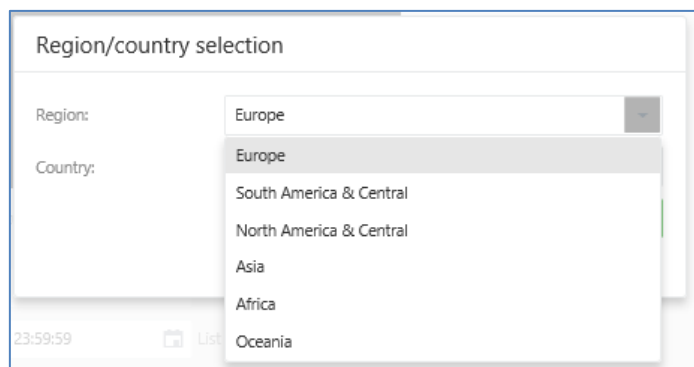 Region/country selection
Region:
Europe
Country:
Europe
South America & Central
North America & Central
Asia
Africa
Oceania
23:59:59
List